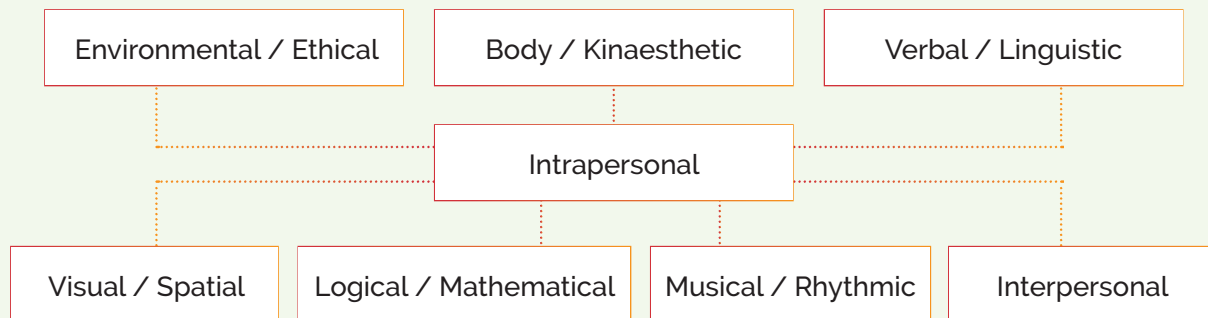 Environmental / Ethical
Body / Kinaesthetic
Verbal / Linguistic
Intrapersonal
Visual / Spatial
Logical / Mathematical
Musical / Rhythmic
Interpersonal